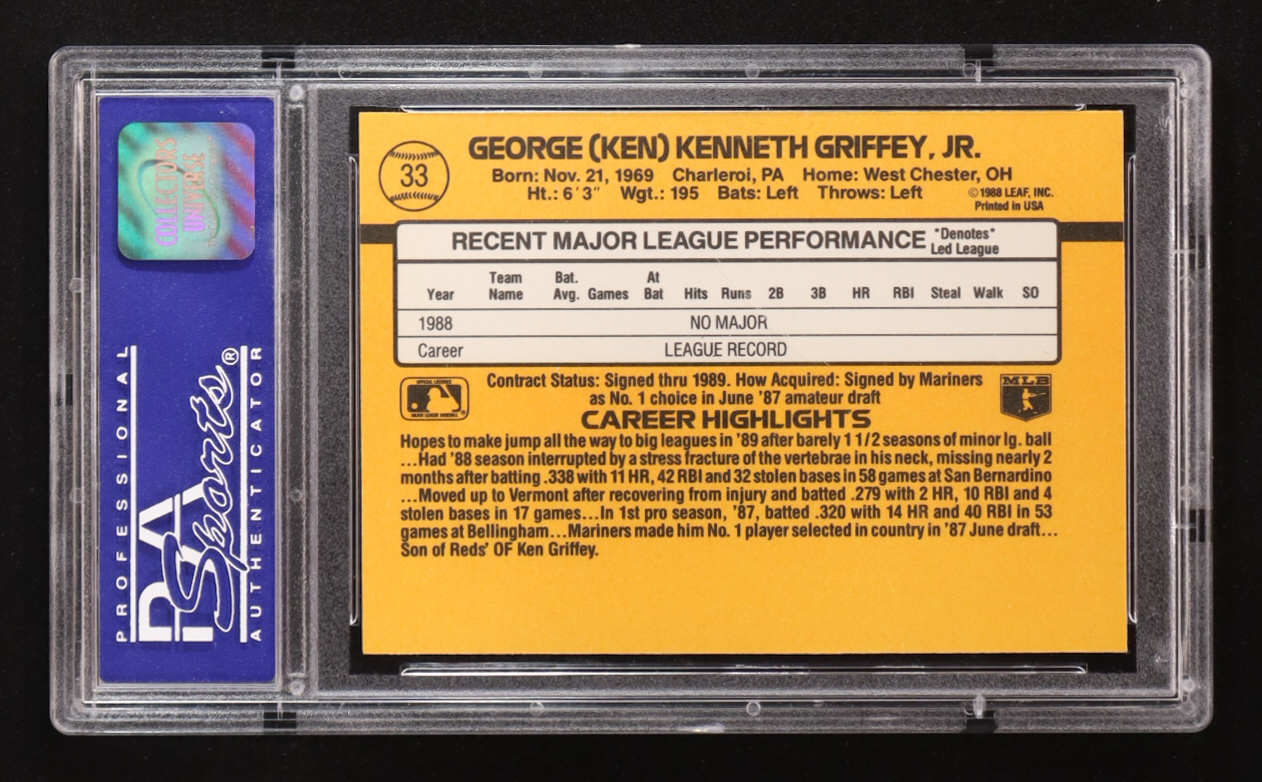 COLLECTORS
UNIVERSE
PROFESSIONAL
PSA
Sports®
AUTHENTICATOR
33
GEORGE (KEN) KENNETH GRIFFEY, JR.
Born: Nov. 21, 1969 Charleroi, PA Home: West Chester, OH
Ht.: 6'3" Wgt.: 195 Bats: Left Throws: Left
©1988 LEAF, INC.
Printed in USA
RECENT MAJOR LEAGUE PERFORMANCE
*Denotes*
Led League
Year Team Name Bat. Avg. Games At Bat Hits Runs 2B 3B HR RBI Steal Walk SO
1988 NO MAJOR
Career LEAGUE RECORD
OFFICIAL LICENSEE
MAJOR LEAGUE BASEBALL
Contract Status: Signed thru 1989. How Acquired: Signed by Mariners
as No. 1 choice in June '87 amateur draft
MLB
CAREER HIGHLIGHTS
Hopes to make jump all the way to big leagues in '89 after barely 1 1/2 seasons of minor lg. ball
...Had '88 season interrupted by a stress fracture of the vertebrae in his neck, missing nearly 2
months after batting .338 with 11 HR, 42 RBI and 32 stolen bases in 58 games at San Bernardino
...Moved up to Vermont after recovering from injury and batted .279 with 2 HR, 10 RBI and 4
stolen bases in 17 games...In 1st pro season, '87, batted .320 with 14 HR and 40 RBI in 53
games at Bellingham...Mariners made him No. 1 player selected in country in '87 June draft...
Son of Reds' OF Ken Griffey.